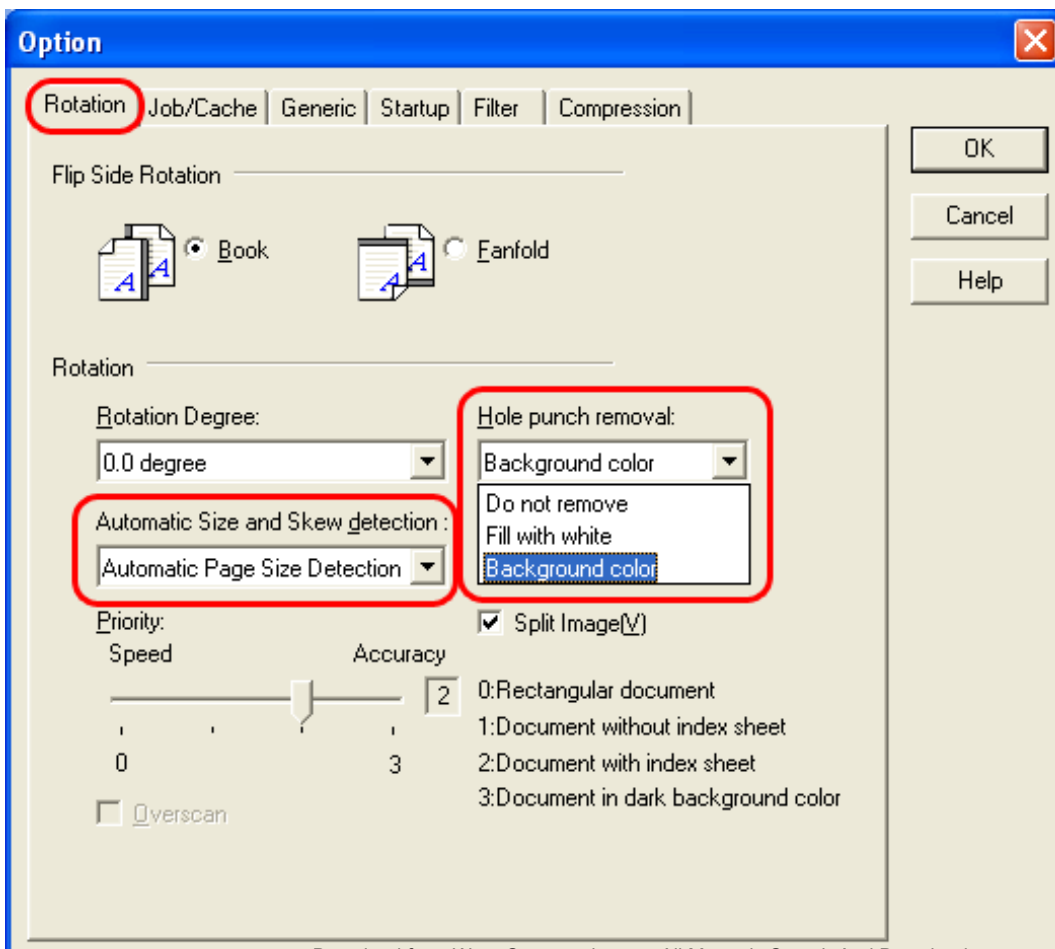 Option
Rotation Job/Cache Generic Startup Filter Compression
OK
Cancel
Help
Flip Side Rotation
Book
Fanfold
Rotation
Rotation Degree:
0.0 degree
Hole punch removal:
Background color
Do not remove
Fill with white
Background color
Automatic Size and Skew detection :
Automatic Page Size Detection
Split Image(V)
Priority:
Speed Accuracy
2
0 3
0:Rectangular document
1:Document without index sheet
2:Document with index sheet
3:Document in dark background color
Overscan